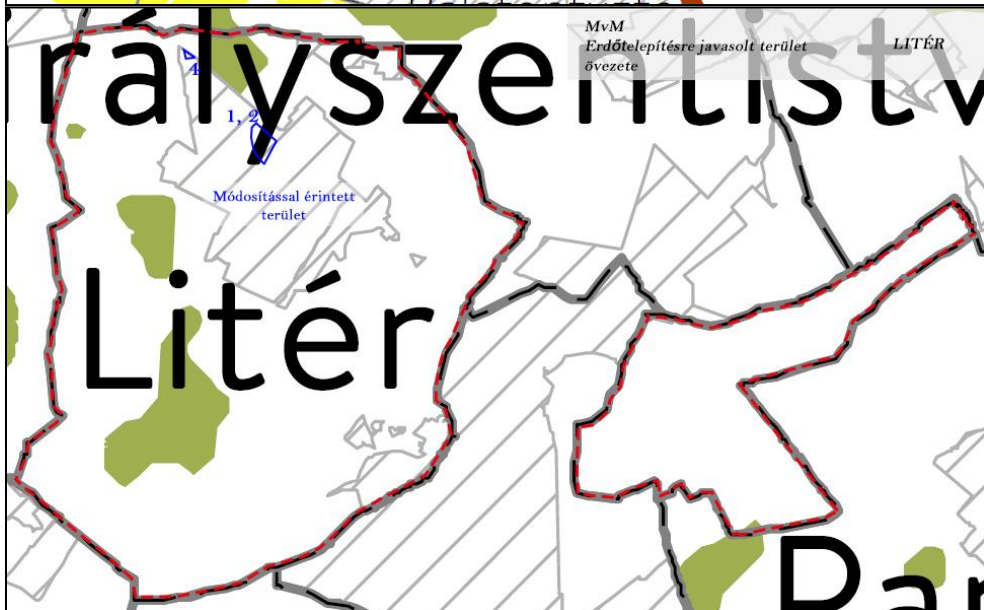 MvM
Erdőtelepítésre javasolt terület
övezete
LITÉR
rályszentistv
4
1, 2
Módosítással érintett
terület
Litér
Par